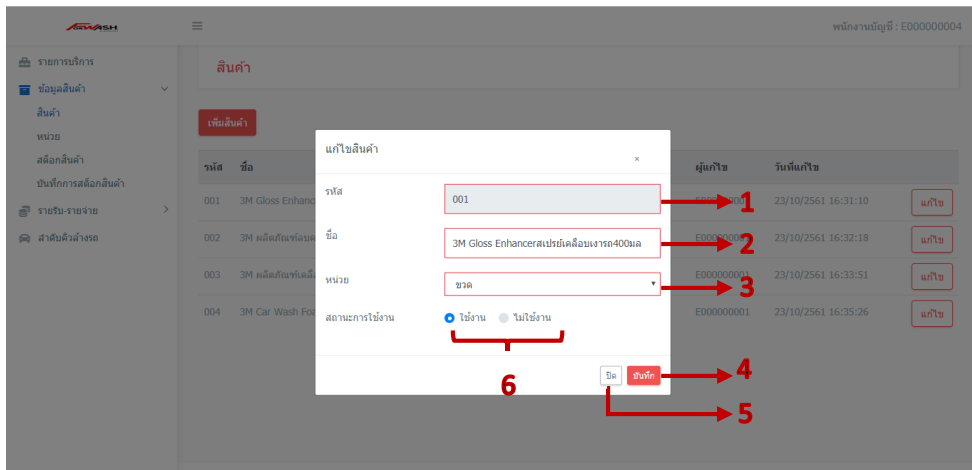 FORWASH
พนักงานบัญชี : E000000004
รายการบริการ
ข้อมูลสินค้า
สินค้า
หน่วย
สต็อกสินค้า
บันทึกการสต็อกสินค้า
รายรับ-รายจ่าย
ลำดับคิวล้างรถ
สินค้า
เพิ่มสินค้า
รหัส ชื่อ ผู้แก้ไข วันที่แก้ไข
001 3M Gloss Enhanc 23/10/2561 16:31:10 แก้ไข
002 3M ผลิตภัณฑ์ลบค 23/10/2561 16:32:18 แก้ไข
003 3M ผลิตภัณฑ์เคลื E000000001 23/10/2561 16:33:51 แก้ไข
004 3M Car Wash Foa E000000001 23/10/2561 16:35:26 แก้ไข
แก้ไขสินค้า
×
รหัส 001 1
ชื่อ 3M Gloss Enhancerสเปรย์เคลือบเงารถ400มล 2
หน่วย ขวด 3
สถานะการใช้งาน ใช้งาน ไม่ใช้งาน
6
ปิด บันทึก 4
5